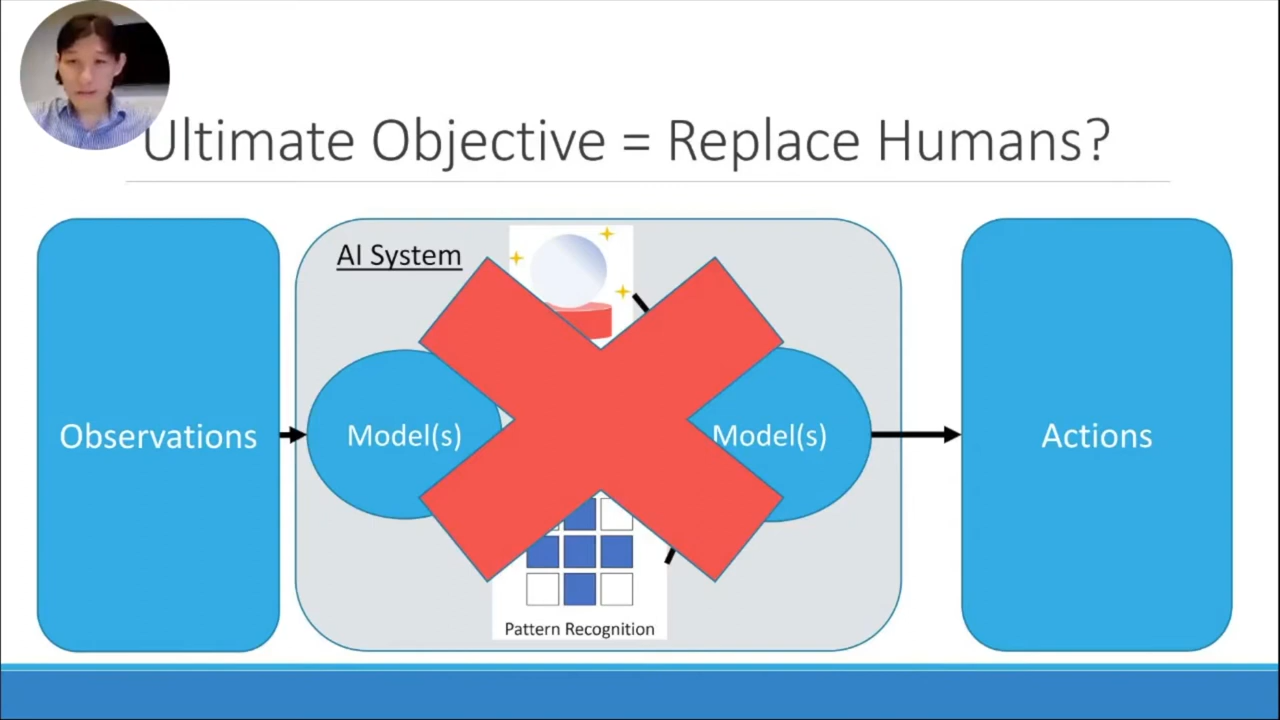 Ultimate Objective = Replace Humans?
AI System
Observations
Model(s)
Model(s)
Actions
Pattern Recognition